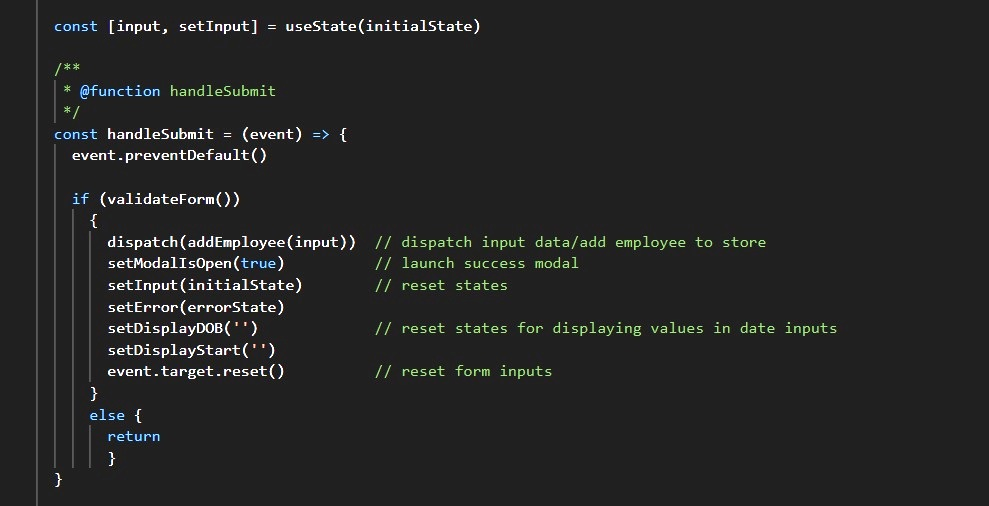 const [input, setInput] = useState(initialState)
/**
* @function handleSubmit
*/
const handleSubmit = (event) => {
event.preventDefault()
if (validateForm())
{
dispatch(addEmployee(input)) // dispatch input data/add employee to store
setModalIsOpen(true) // launch success modal
setInput(initialState) // reset states
setError(errorState)
setDisplayDOB('') // reset states for displaying values in date inputs
setDisplayStart('')
event.target.reset() // reset form inputs
}
else {
return
}
}